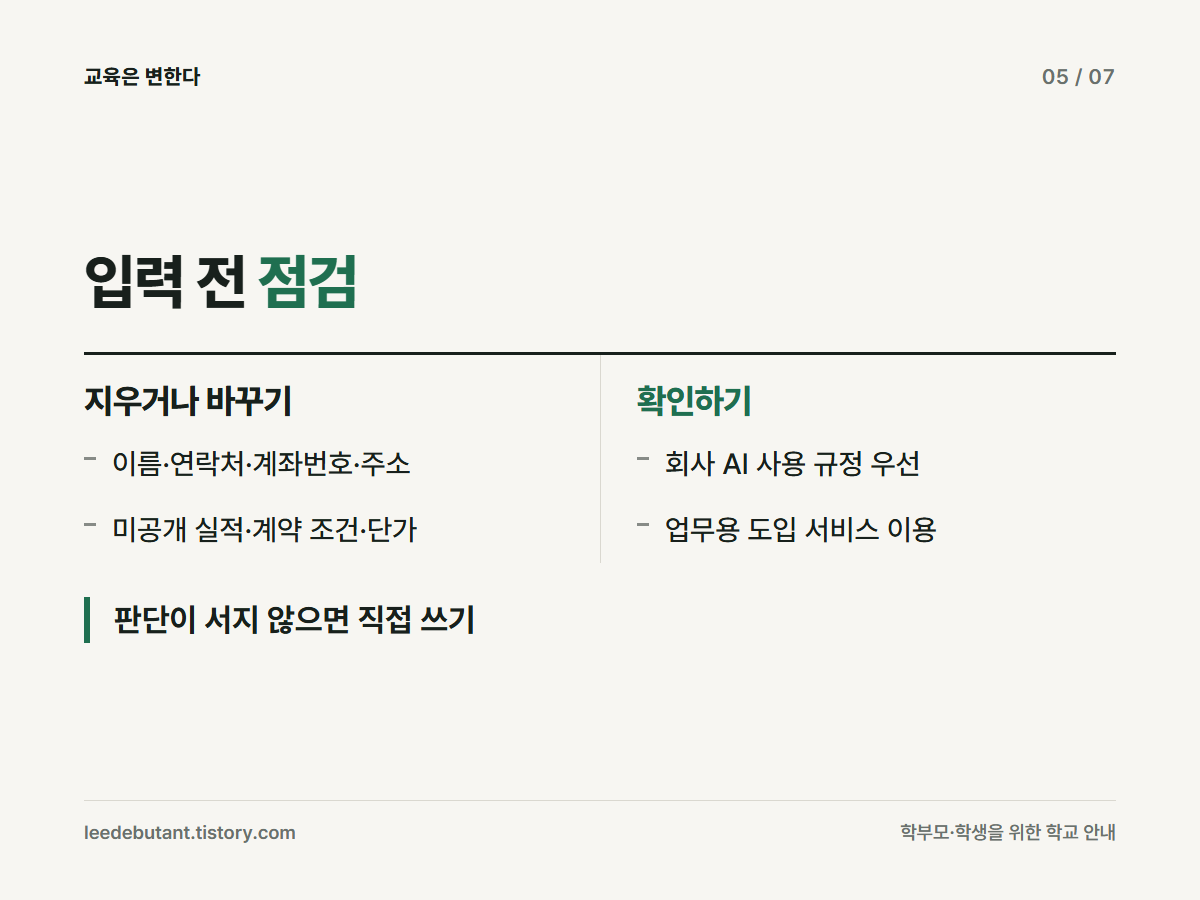 교육은 변한다
05 / 07
입력 전 점검
지우거나 바꾸기
- 이름·연락처·계좌번호·주소
- 미공개 실적·계약 조건·단가
확인하기
- 회사 AI 사용 규정 우선
- 업무용 도입 서비스 이용
판단이 서지 않으면 직접 쓰기
leedebutant.tistory.com
학부모·학생을 위한 학교 안내